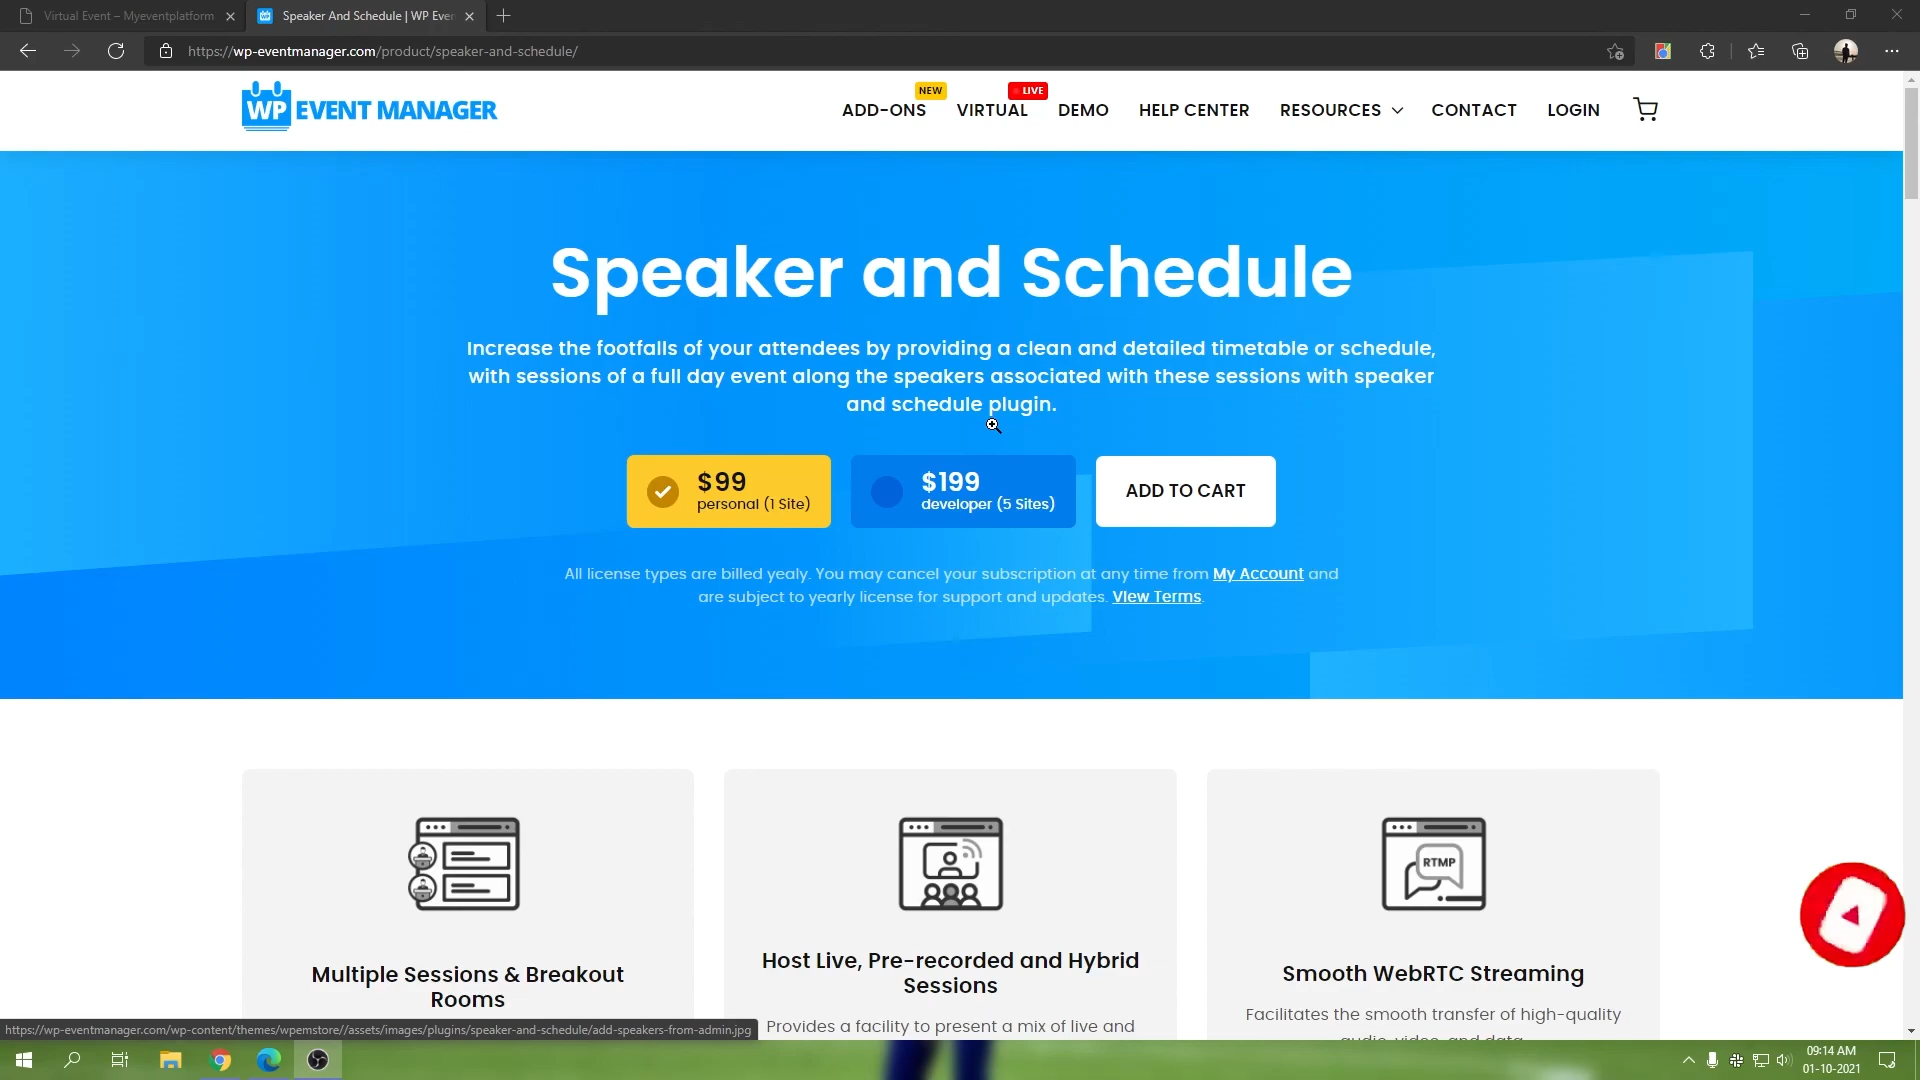 Virtual Event – Myeventplatform
Speaker And Schedule | WP Eve
https://wp-eventmanager.com/product/speaker-and-schedule/
WP EVENT MANAGER
NEW
LIVE
ADD-ONS VIRTUAL DEMO HELP CENTER RESOURCES CONTACT LOGIN
Speaker and Schedule
Increase the footfalls of your attendees by providing a clean and detailed timetable or schedule,
with sessions of a full day event along the speakers associated with these sessions with speaker
and schedule plugin.
$99
personal (1 Site)
$199
developer (5 Sites)
ADD TO CART
All license types are billed yealy. You may cancel your subscription at any time from My Account and
are subject to yearly license for support and updates. View Terms.
Multiple Sessions & Breakout
Rooms
Host Live, Pre-recorded and Hybrid
Sessions
Provides a facility to present a mix of live and
RTMP
Smooth WebRTC Streaming
Facilitates the smooth transfer of high-quality
audio, video, and data
https://wp-eventmanager.com/wp-content/themes/wpemstore//assets/images/plugins/speaker-and-schedule/add-speakers-from-admin.jpg
09:14 AM
01-10-2021